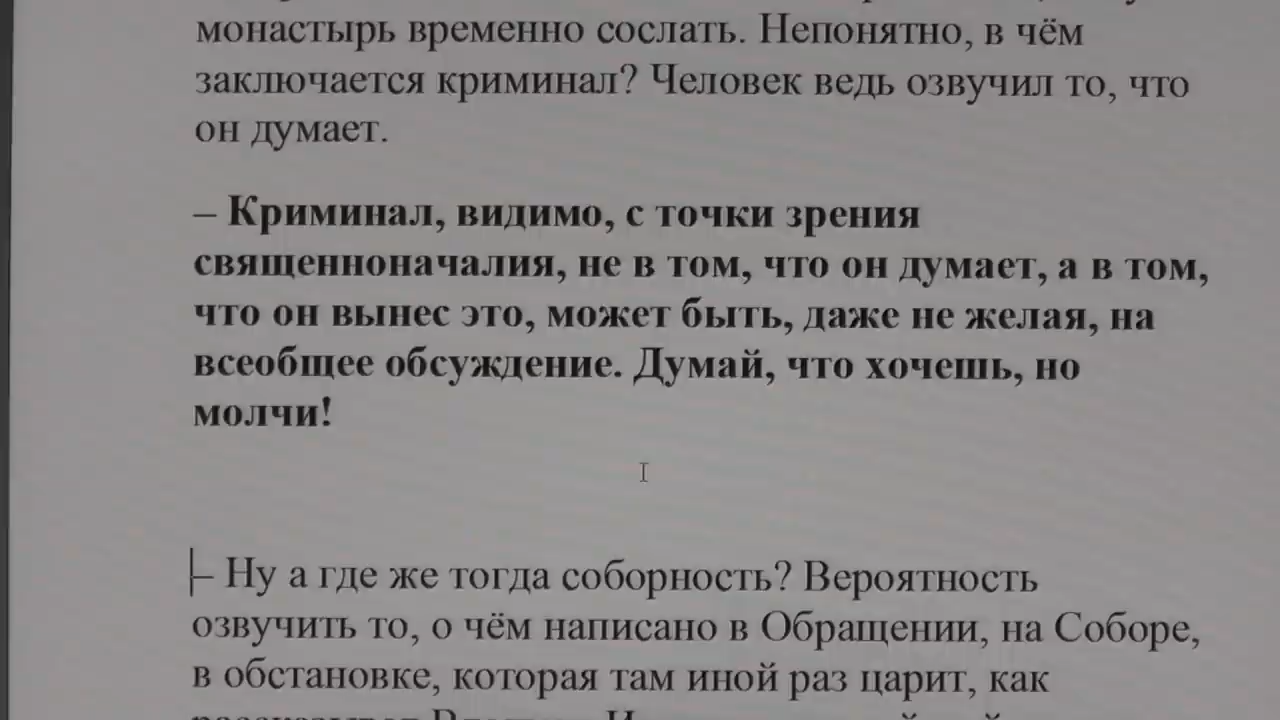 монастырь временно сослать. Непонятно, в чём
заключается криминал? Человек ведь озвучил то, что
он думает.
– Криминал, видимо, с точки зрения
священноначалия, не в том, что он думает, а в том,
что он вынес это, может быть, даже не желая, на
всеобщее обсуждение. Думай, что хочешь, но
молчи!
– Ну а где же тогда соборность? Вероятность
озвучить то, о чём написано в Обращении, на Соборе,
в обстановке, которая там иной раз царит, как